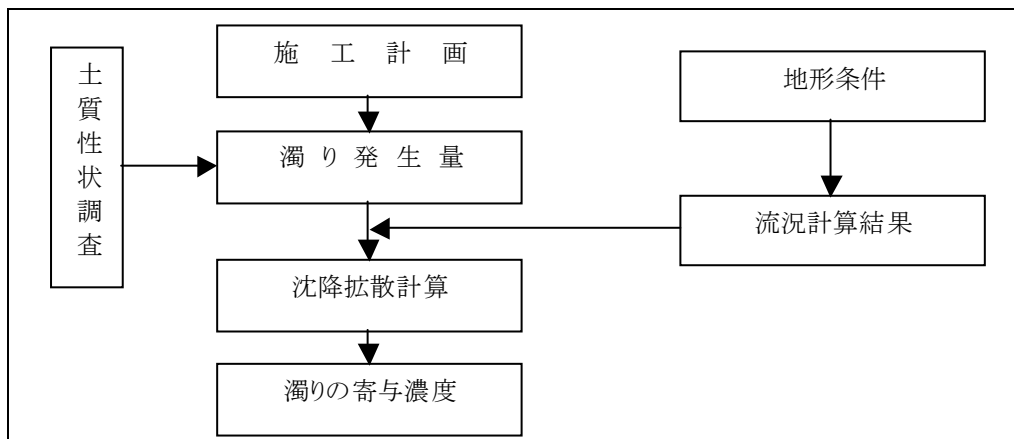 施工計画
土質性状調査
地形条件
濁り発生量
流況計算結果
沈降拡散計算
濁りの寄与濃度